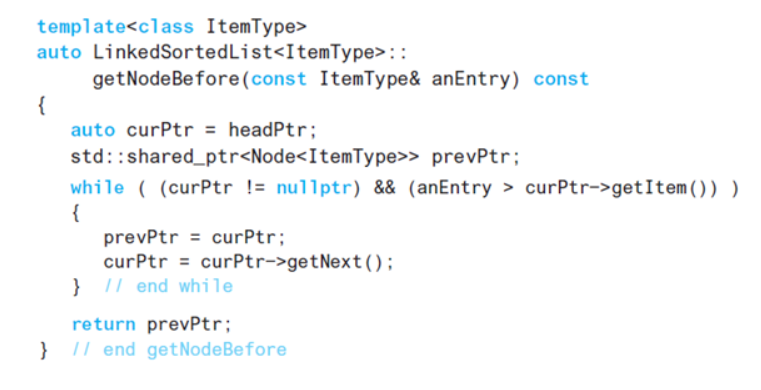 template<class ItemType>
auto LinkedSortedList<ItemType>::
     getNodeBefore(const ItemType& anEntry) const
{
   auto curPtr = headPtr;
   std::shared_ptr<Node<ItemType>> prevPtr;
   while ( (curPtr != nullptr) && (anEntry > curPtr->getItem()) )
   {
      prevPtr = curPtr;
      curPtr = curPtr->getNext();
   }  // end while
   return prevPtr;
}  // end getNodeBefore